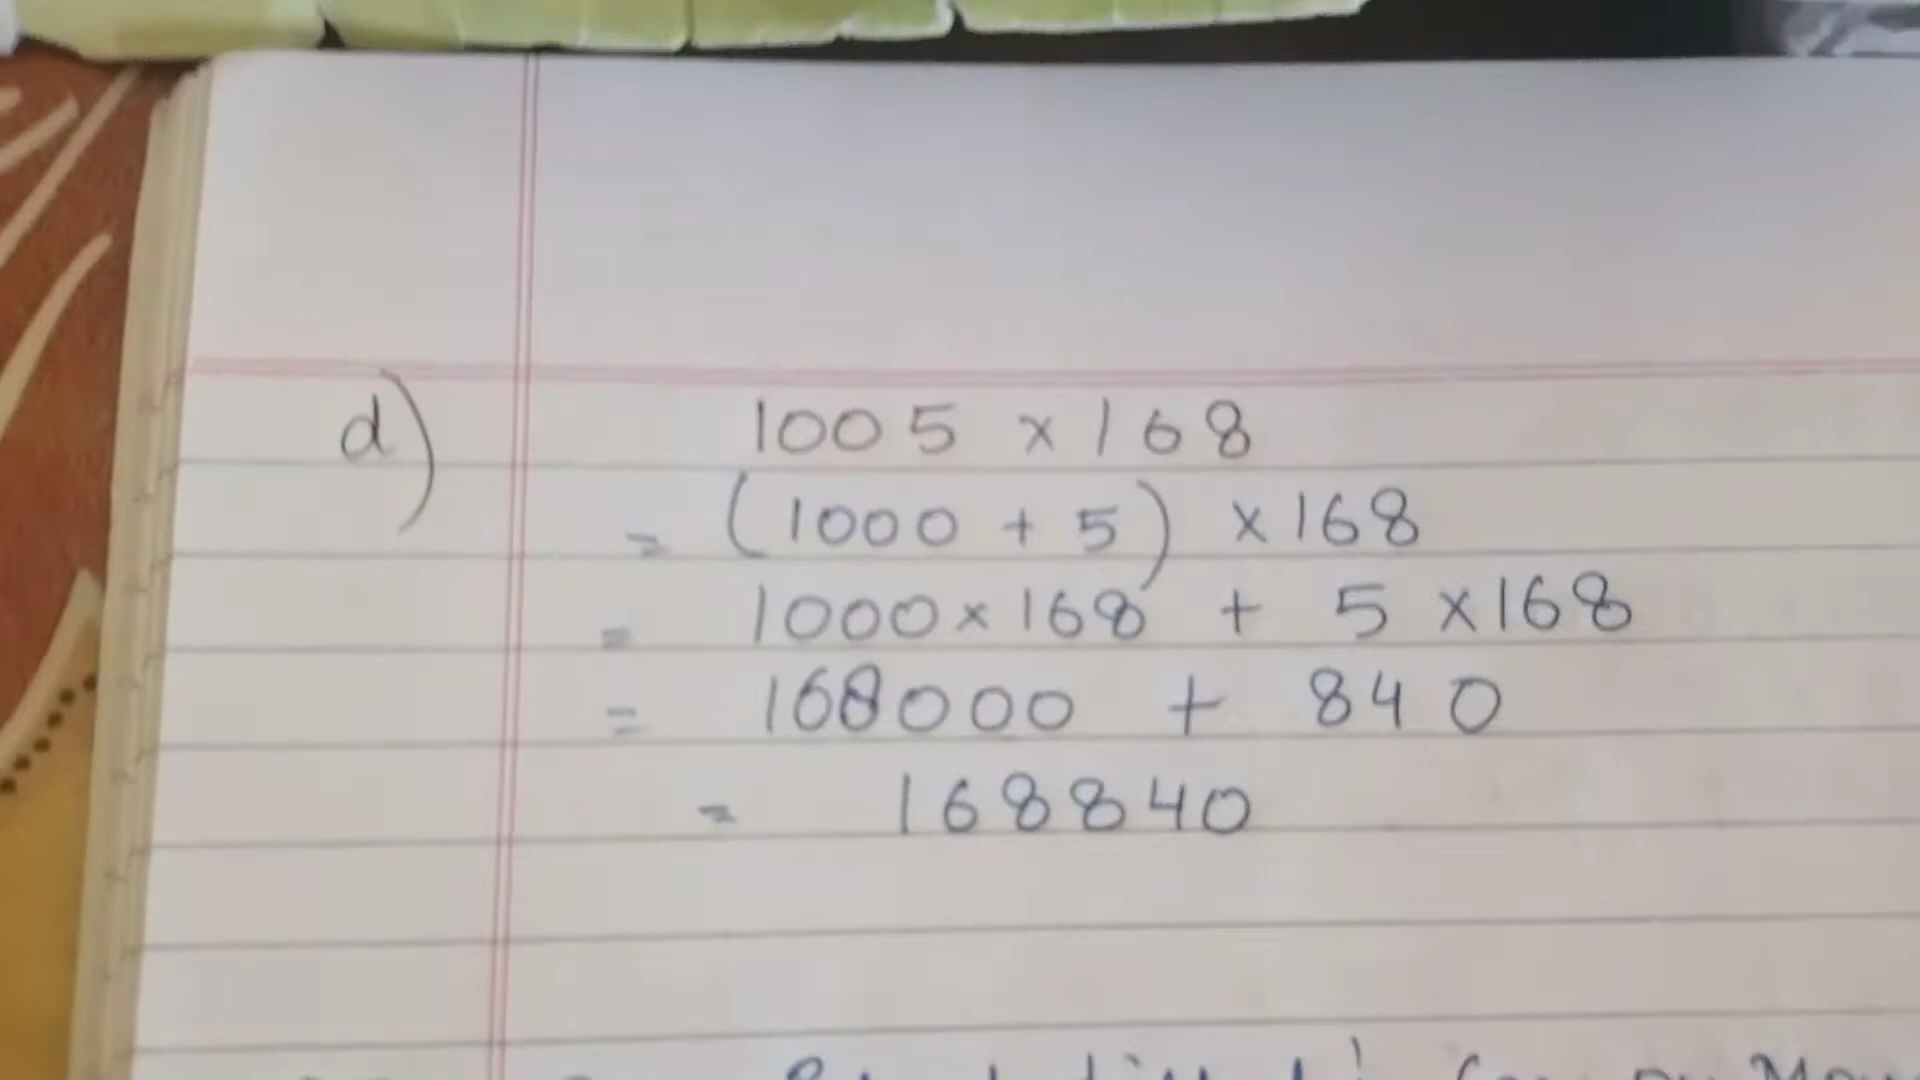 d) 1005 x 168
= (1000 + 5) x 168
= 1000 x 168 + 5 x 168
= 168000 + 840
= 168840